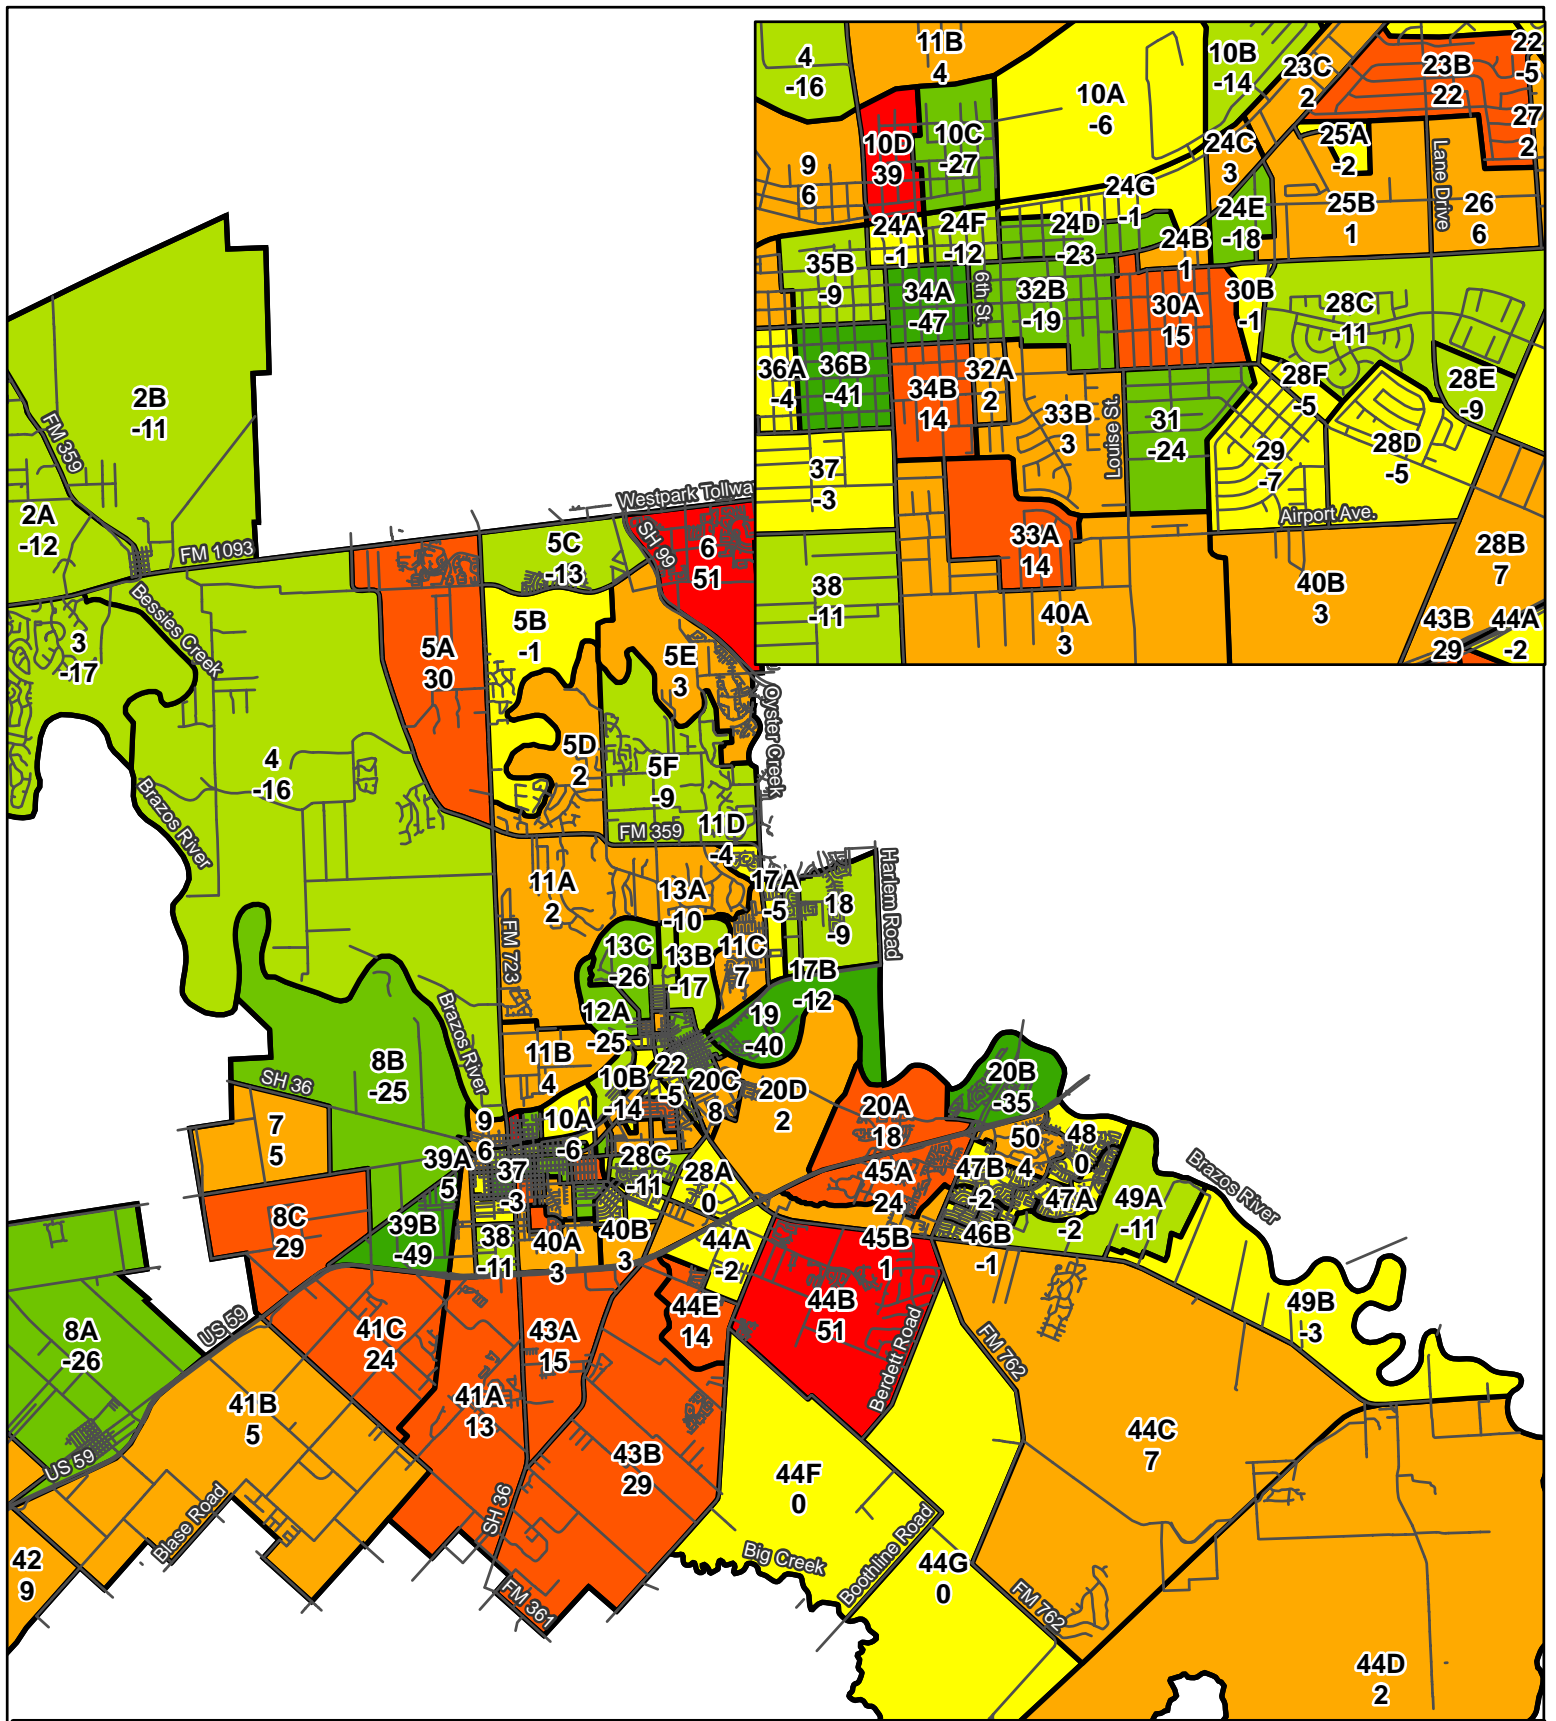 4
-16
11B
4
10B
-14
23C
2
23B
22
22
-5
10A
-6
10D
39
10C
-27
27
2
24C
3
25A
-2
Lane Drive
9
6
24G
-1
24E
-18
25B
1
26
6
24A
-1
24F
-12
24D
-23
24B
1
35B
-9
34A
-47
6th St.
32B
-19
30A
15
30B
-1
28C
-11
36A
-4
36B
-41
34B
14
32A
2
33B
3
Louise St.
31
-24
28F
-5
28E
-9
29
-7
28D
-5
37
-3
Airport Ave.
33A
14
28B
7
38
-11
40A
3
40B
3
43B
29
44A
-2
2B
-11
FM 359
2A
-12
FM 1093
Westpark Tollwa
SH 99
5C
-13
6
51
Bessies Creek
3
-17
5A
30
5B
-1
5E
3
Oyster Creek
4
-16
5D
2
5F
-9
Brazos River
FM 359
11D
-4
11A
2
13A
-10
17A
-5
18
-9
Harlem Road
FM 723
13C
-26
13B
-17
11C
7
17B
-12
Brazos River
12A
-25
19
-40
8B
-25
11B
4
10B
-14
22
-5
20C
8
20D
2
20B
-35
SH 36
7
5
9
6
10A
-6
20A
18
50
4
48
0
39A
5
37
-3
28C
-11
28A
0
45A
24
47B
-2
47A
-2
49A
-11
Brazos River
8C
29
39B
-49
38
-11
40A
3
40B
3
44A
-2
45B
1
46B
-1
US 59
8A
-26
41C
24
43A
15
44E
14
44B
51
Berdett Road
FM 762
49B
-3
41B
5
41A
13
43B
29
44C
7
US 59
44F
0
SH 36
Blase Road
42
9
Big Creek
Boothline Road
44G
0
FM 361
FM 762
44D
2